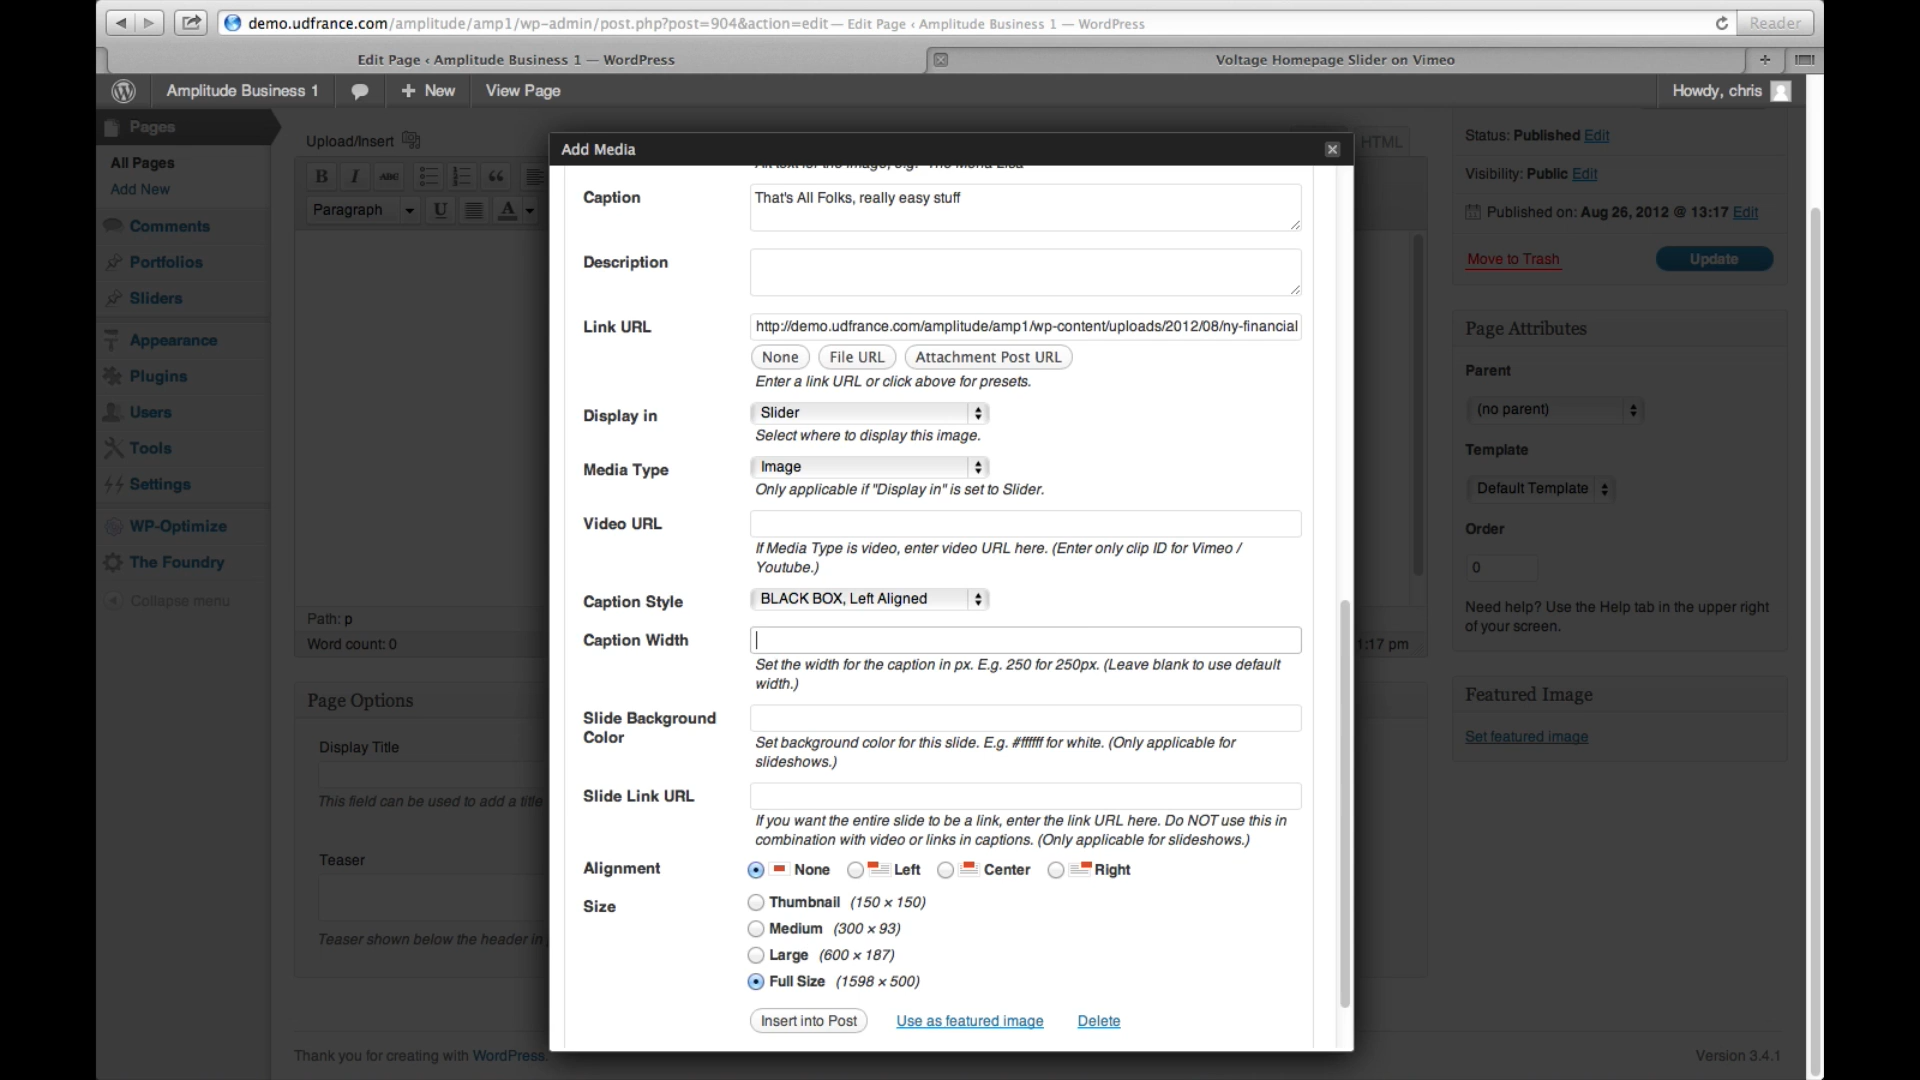 demo.udfrance.com/amplitude/amp1/wp-admin/post.php?post=904&action=edit — Edit Page ‹ Amplitude Business 1 — WordPress
Reader
Edit Page ‹ Amplitude Business 1 — WordPress
Voltage Homepage Slider on Vimeo
Amplitude Business 1
+ New
View Page
Howdy, chris
Pages
All Pages
Add New
Comments
Portfolios
Sliders
Appearance
Plugins
Users
Tools
Settings
WP-Optimize
The Foundry
Collapse menu
Upload/Insert
HTML
B I ABC
Paragraph
U
A
Path: p
Word count: 0
1:17 pm
Page Options
Display Title
This field can be used to add a title
Teaser
Teaser shown below the header in
Thank you for creating with WordPress.
Version 3.4.1
Add Media
Alt text for the image, e.g. "The Mona Lisa"
Caption
That's All Folks, really easy stuff
Description
Link URL
http://demo.udfrance.com/amplitude/amp1/wp-content/uploads/2012/08/ny-financial
None
File URL
Attachment Post URL
Enter a link URL or click above for presets.
Display in
Slider
Select where to display this image.
Media Type
Image
Only applicable if "Display in" is set to Slider.
Video URL
If Media Type is video, enter video URL here. (Enter only clip ID for Vimeo /
Youtube.)
Caption Style
BLACK BOX, Left Aligned
Caption Width
Set the width for the caption in px. E.g. 250 for 250px. (Leave blank to use default
width.)
Slide Background
Color
Set background color for this slide. E.g. #ffffff for white. (Only applicable for
slideshows.)
Slide Link URL
If you want the entire slide to be a link, enter the link URL here. Do NOT use this in
combination with video or links in captions. (Only applicable for slideshows.)
Alignment
None
Left
Center
Right
Size
Thumbnail (150 × 150)
Medium (300 × 93)
Large (600 × 187)
Full Size (1598 × 500)
Insert into Post
Use as featured image
Delete
Status: Published Edit
Visibility: Public Edit
Published on: Aug 26, 2012 @ 13:17 Edit
Move to Trash
Update
Page Attributes
Parent
(no parent)
Template
Default Template
Order
0
Need help? Use the Help tab in the upper right
of your screen.
Featured Image
Set featured image